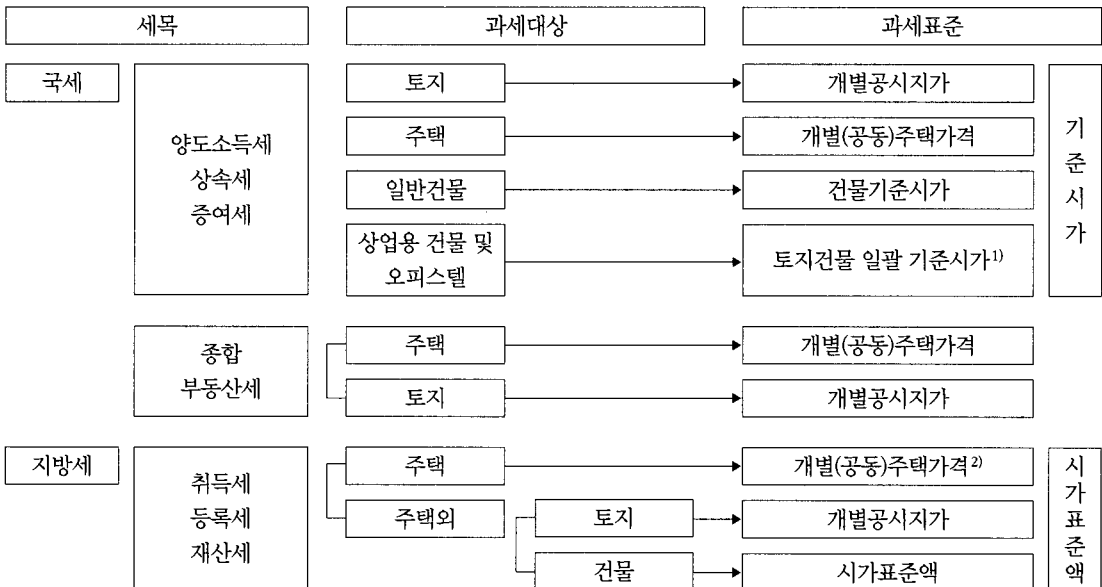 세목 과세대상 과세표준
국세
양도소득세
상속세
증여세
토지 개별공시지가
주택 개별(공동)주택가격
일반건물 건물기준시가
상업용 건물 및
오피스텔
토지건물 일괄 기준시가1)
기
준
시
가
종합
부동산세
주택 개별(공동)주택가격
토지 개별공시지가
지방세
취득세
등록세
재산세
주택 개별(공동)주택가격2)
주택외 토지 개별공시지가
건물 시가표준액
시
가
표
준
액